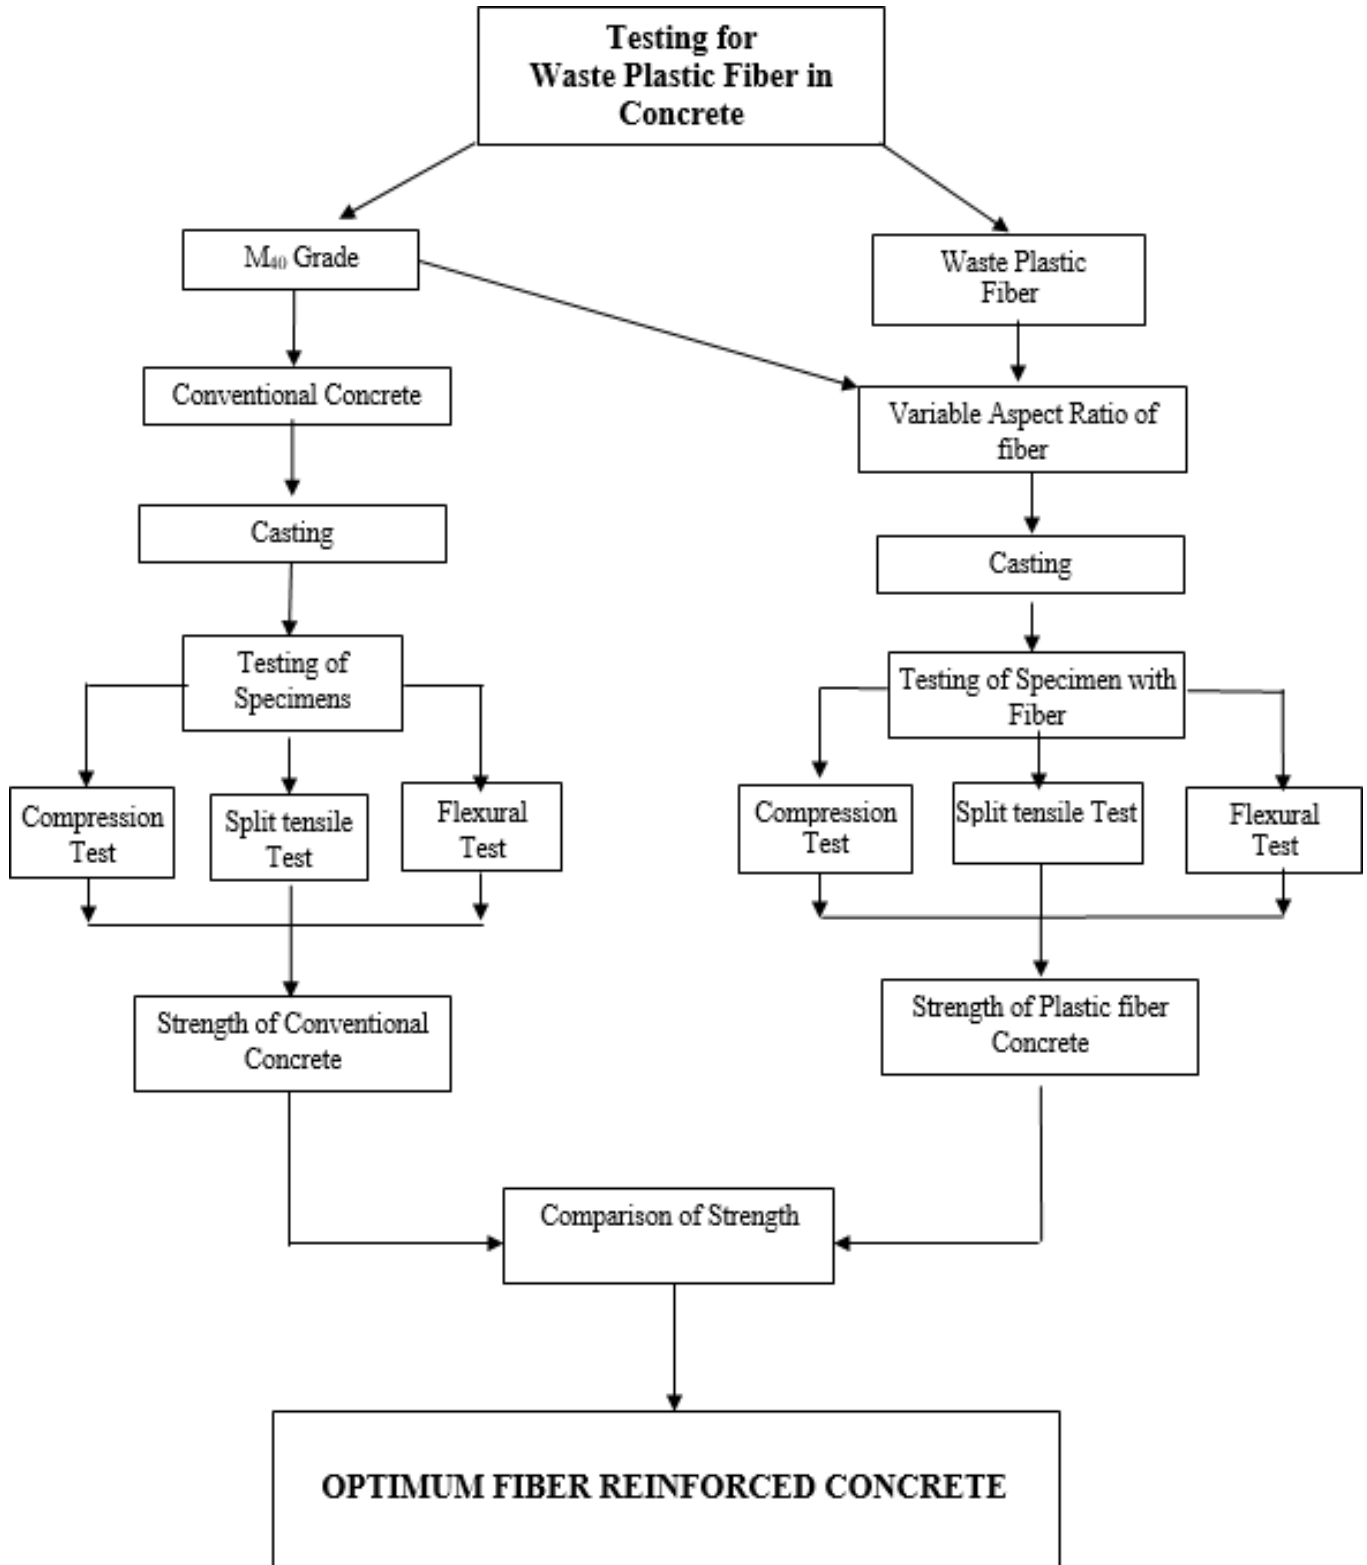 Testing for
Waste Plastic Fiber in
Concrete
M₄₀ Grade
Waste Plastic
Fiber
Conventional Concrete
Variable Aspect Ratio of
fiber
Casting
Casting
Testing of
Specimens
Testing of Specimen with
Fiber
Compression
Test
Split tensile
Test
Flexural
Test
Compression
Test
Split tensile Test
Flexural
Test
Strength of Conventional
Concrete
Strength of Plastic fiber
Concrete
Comparison of Strength
OPTIMUM FIBER REINFORCED CONCRETE